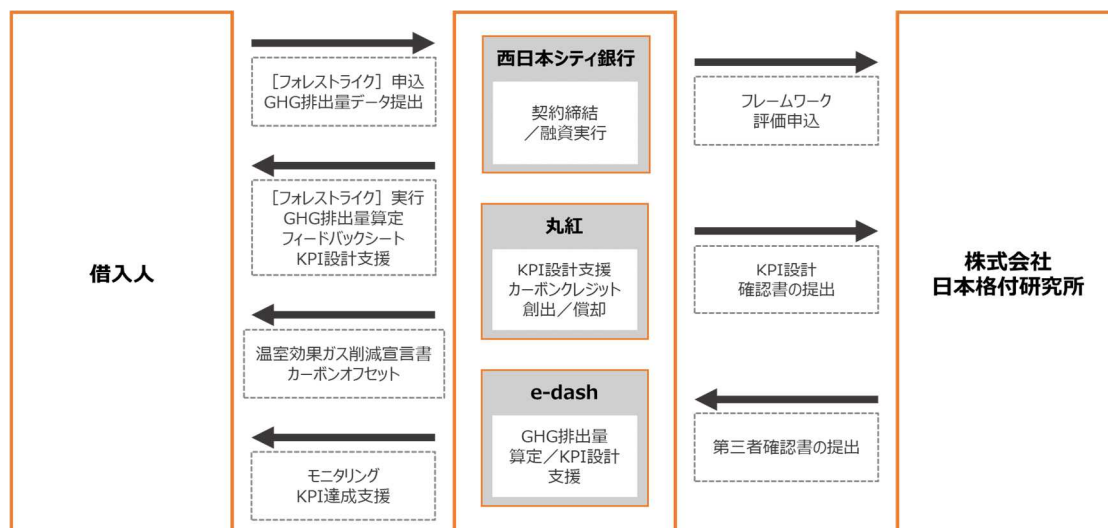 借入人
［フォレストライク］申込
GHG排出量データ提出
［フォレストライク］実行
GHG排出量算定
フィードバックシート
KPI設計支援
温室効果ガス削減宣言書
カーボンオフセット
モニタリング
KPI達成支援
西日本シティ銀行
契約締結
／融資実行
丸紅
KPI設計支援
カーボンクレジット
創出／償却
e-dash
GHG排出量
算定／KPI設計
支援
フレームワーク
評価申込
KPI設計
確認書の提出
第三者確認書の提出
株式会社
日本格付研究所